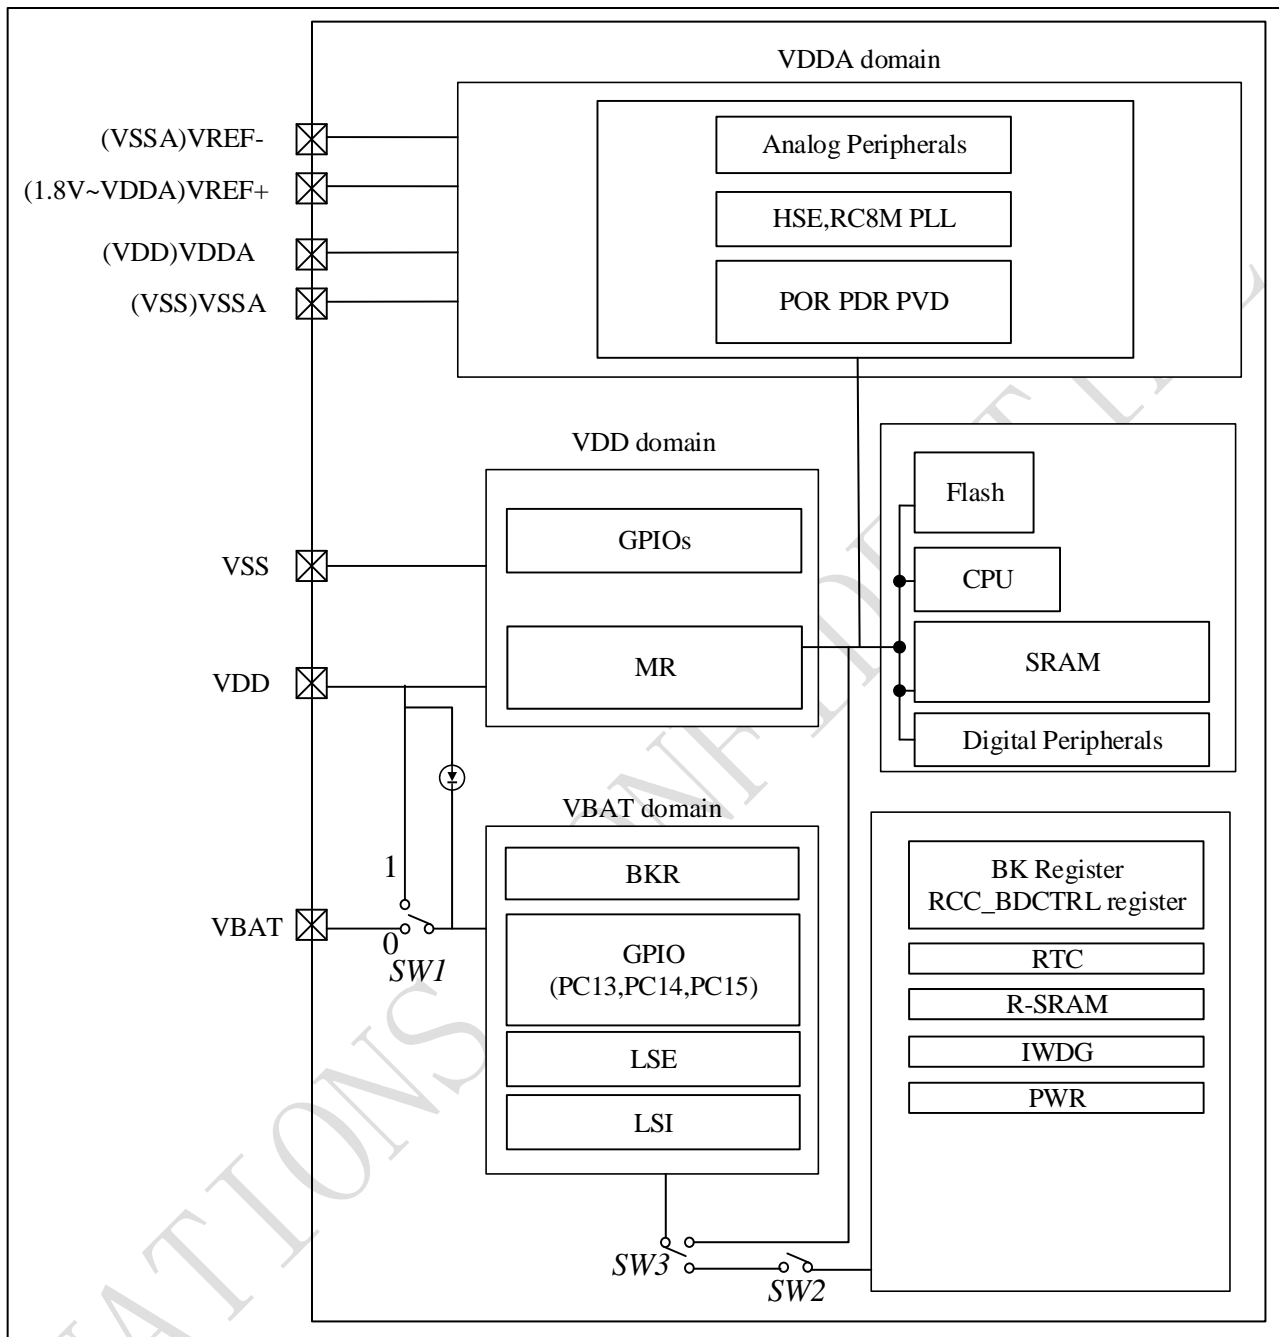 VDDA domain
(VSSA)VREF-
(1.8V~VDDA)VREF+
(VDD)VDDA
(VSS)VSSA
Analog Peripherals
HSE,RC8M PLL
POR PDR PVD
VDD domain
VSS
VDD
GPIOs
MR
Flash
CPU
SRAM
Digital Peripherals
VBAT domain
1
VBAT
0
SW1
BKR
GPIO
(PC13,PC14,PC15)
LSE
LSI
BK Register
RCC_BDCTRL register
RTC
R-SRAM
IWDG
PWR
SW3
SW2